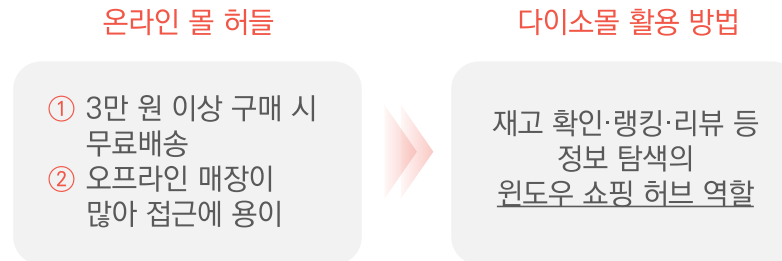 온라인 몰 허들
① 3만 원 이상 구매 시
무료배송
② 오프라인 매장이
많아 접근에 용이
다이소몰 활용 방법
재고 확인·랭킹·리뷰 등
정보 탐색의
윈도우 쇼핑 허브 역할